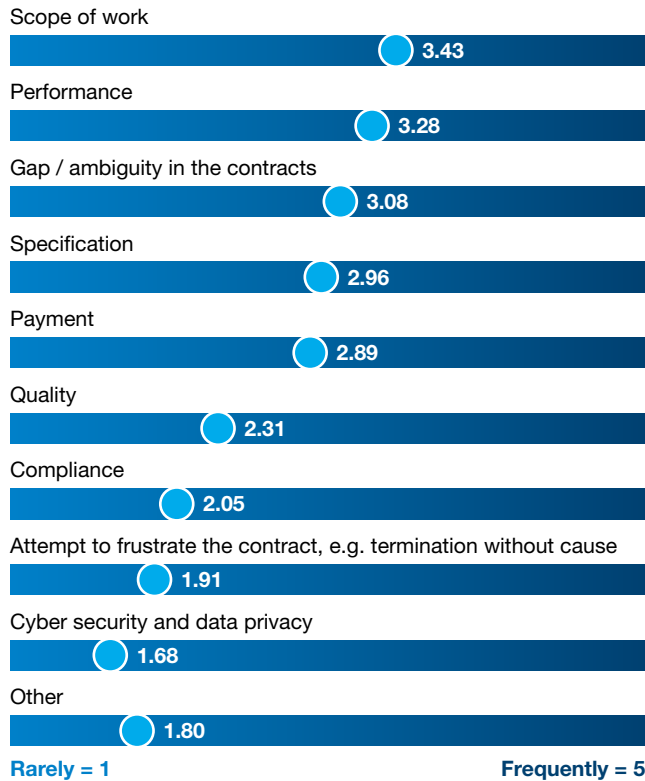 Scope of work
3.43
Performance
3.28
Gap / ambiguity in the contracts
3.08
Specification
2.96
Payment
2.89
Quality
2.31
Compliance
2.05
Attempt to frustrate the contract, e.g. termination without cause
1.91
Cyber security and data privacy
1.68
Other
1.80
Rarely = 1 Frequently = 5